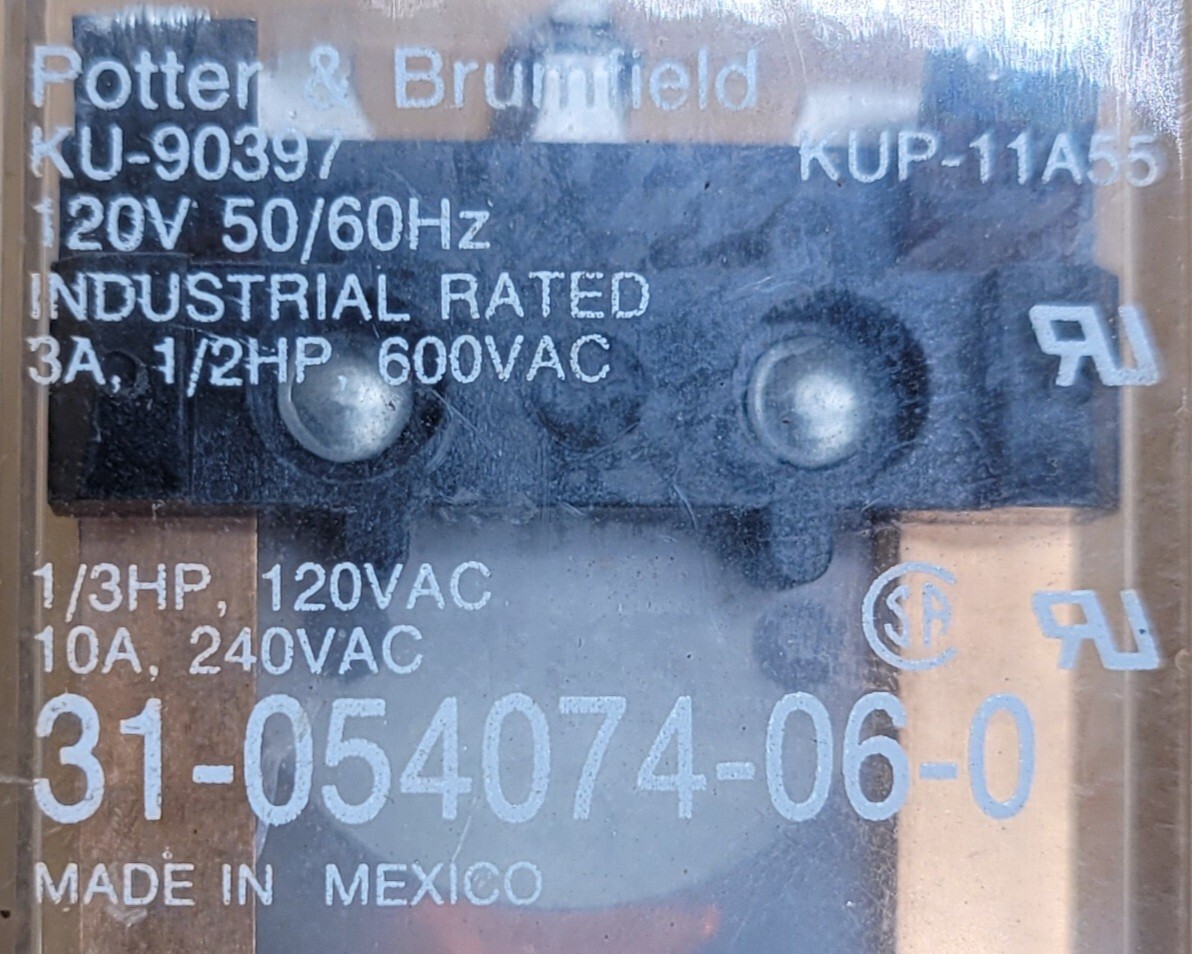 Potter & Brumfield
KU-90397 KUP-11A55
120V 50/60Hz
INDUSTRIAL RATED
3A, 1/2HP, 600VAC
1/3HP, 120VAC
10A, 240VAC
31-054074-06-0
MADE IN MEXICO